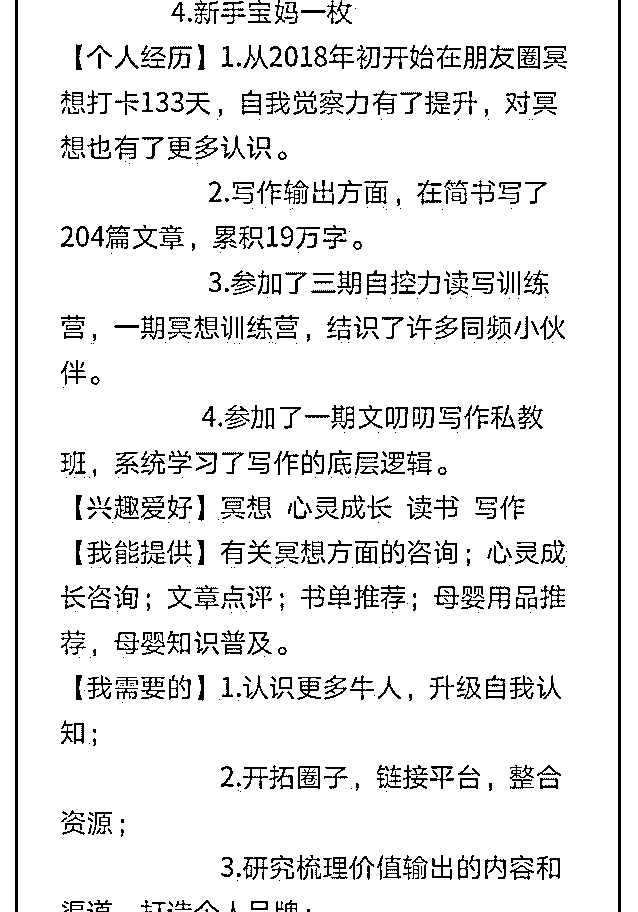 4.新手宝妈一枚
【个人经历】1.从2018年初开始在朋友圈冥
想打卡133天，自我觉察力有了提升，对冥
想也有了更多认识。
2.写作输出方面，在简书写了
204篇文章，累积19万字。
3.参加了三期自控力读写训练
营，一期冥想训练营，结识了许多同频小伙
伴。
4.参加了一期文叨叨写作私教
班，系统学习了写作的底层逻辑。
【兴趣爱好】冥想 心灵成长 读书 写作
【我能提供】有关冥想方面的咨询；心灵成
长咨询；文章点评；书单推荐；母婴用品推
荐，母婴知识普及。
【我需要的】1.认识更多牛人，升级自我认
知；
2.开拓圈子，链接平台，整合
资源；
3.研究梳理价值输出的内容和
渠道，打造个人品牌；